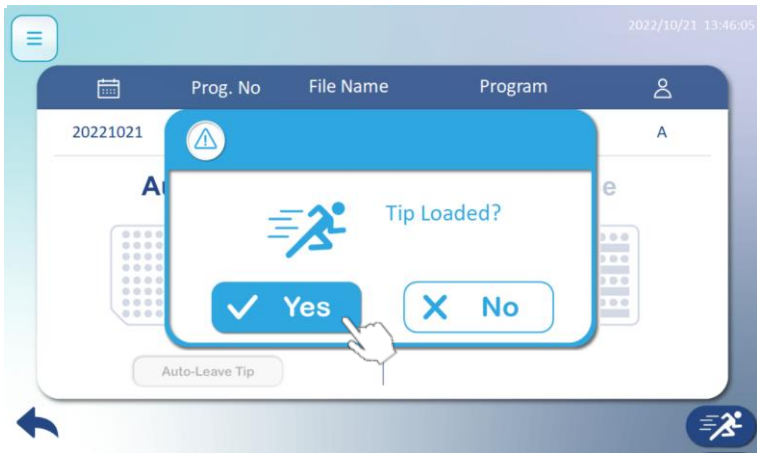 2022/10/21 13:46:05
Prog. No File Name Program
20221021 A
Tip Loaded?
Yes No
Auto-Leave Tip